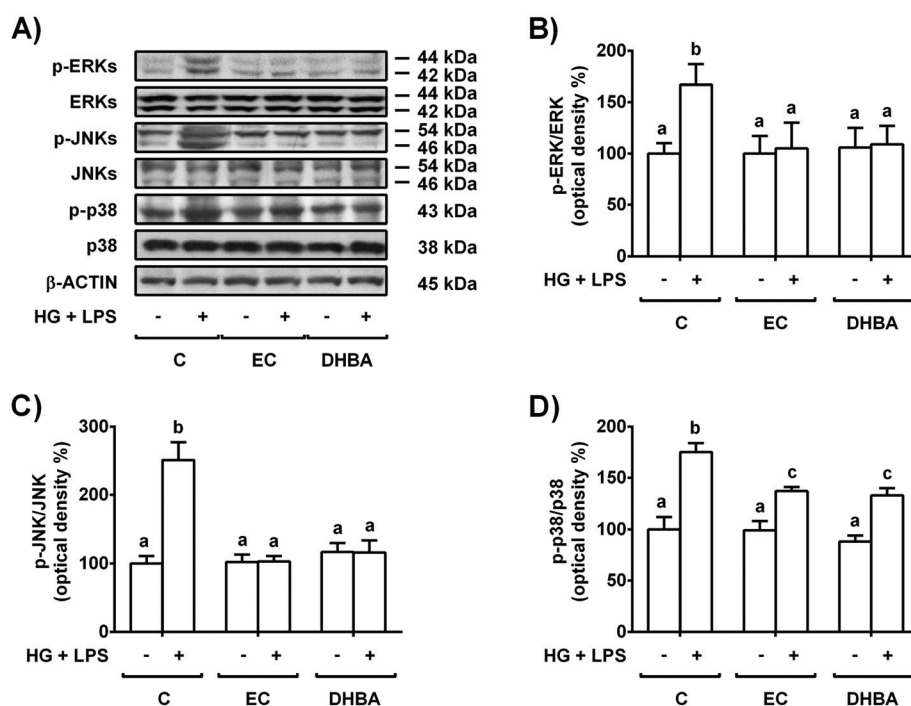 A)
p-ERKs
44 kDa
42 kDa
ERKs
44 kDa
42 kDa
p-JNKs
54 kDa
46 kDa
JNKs
54 kDa
46 kDa
p-p38
43 kDa
p38
38 kDa
β-ACTIN
45 kDa
HG + LPS - + - + - +
C EC DHBA
B)
p-ERK/ERK
(optical density %)
200
150
100
50
0
a b a a a a
HG + LPS - + - + - +
C EC DHBA
C)
p-JNK/JNK
(optical density %)
300
200
100
0
a b a a a a
HG + LPS - + - + - +
C EC DHBA
D)
p-p38/p38
(optical density %)
200
150
100
50
0
a b a c a c
HG + LPS - + - + - +
C EC DHBA